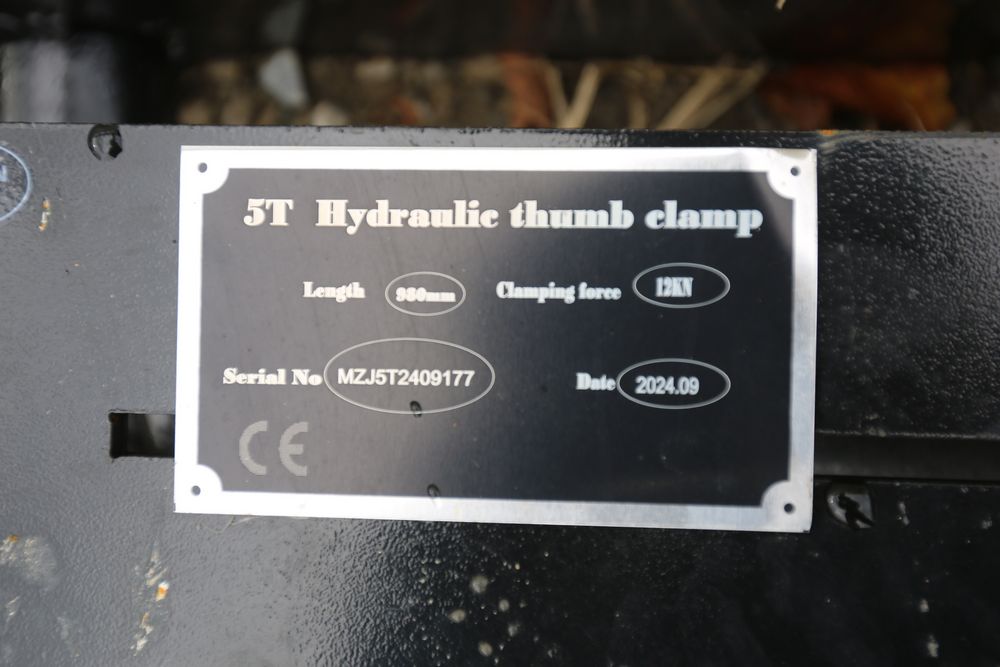 5T Hydraulic thumb clamp
Length 980mm Clamping force 12KN
Serial No MZJ5T2409177 Date 2024.09
CE